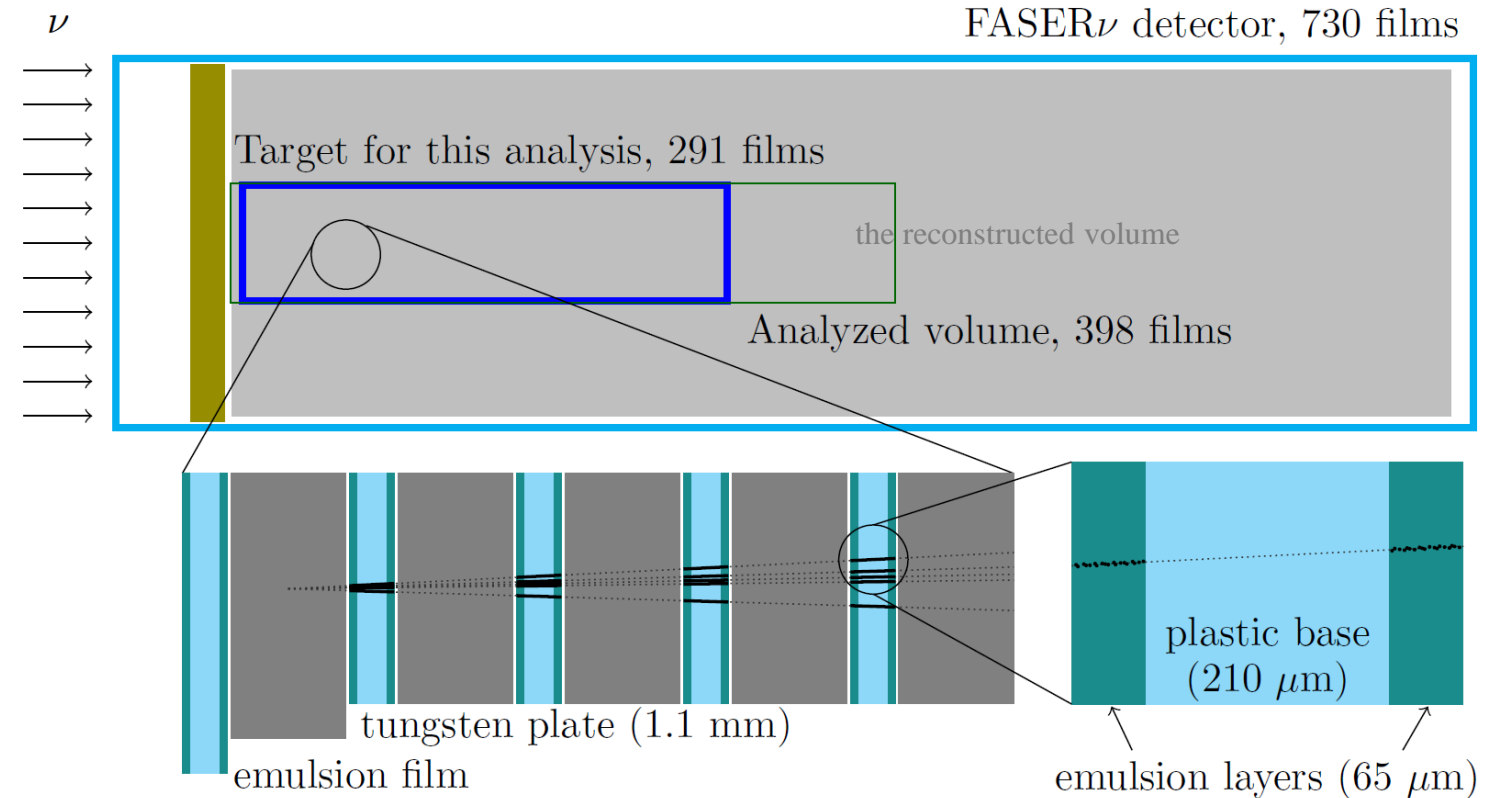 ν
FASERν detector, 730 films
Target for this analysis, 291 films
the reconstructed volume
Analyzed volume, 398 films
plastic base
(210 μm)
tungsten plate (1.1 mm)
emulsion film
emulsion layers (65 μm)